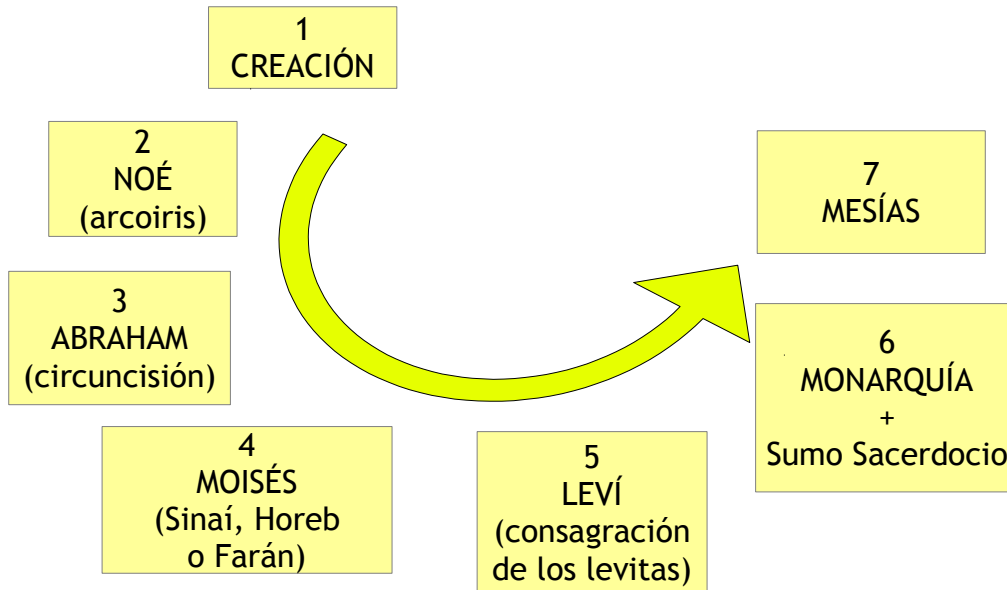 1
CREACIÓN
2
NOÉ
(arcoiris)
3
ABRAHAM
(circuncisión)
4
MOISÉS
(Sinaí, Horeb
o Farán)
5
LEVÍ
(consagración
de los levitas)
6
MONARQUÍA
+
Sumo Sacerdocio
7
MESÍAS